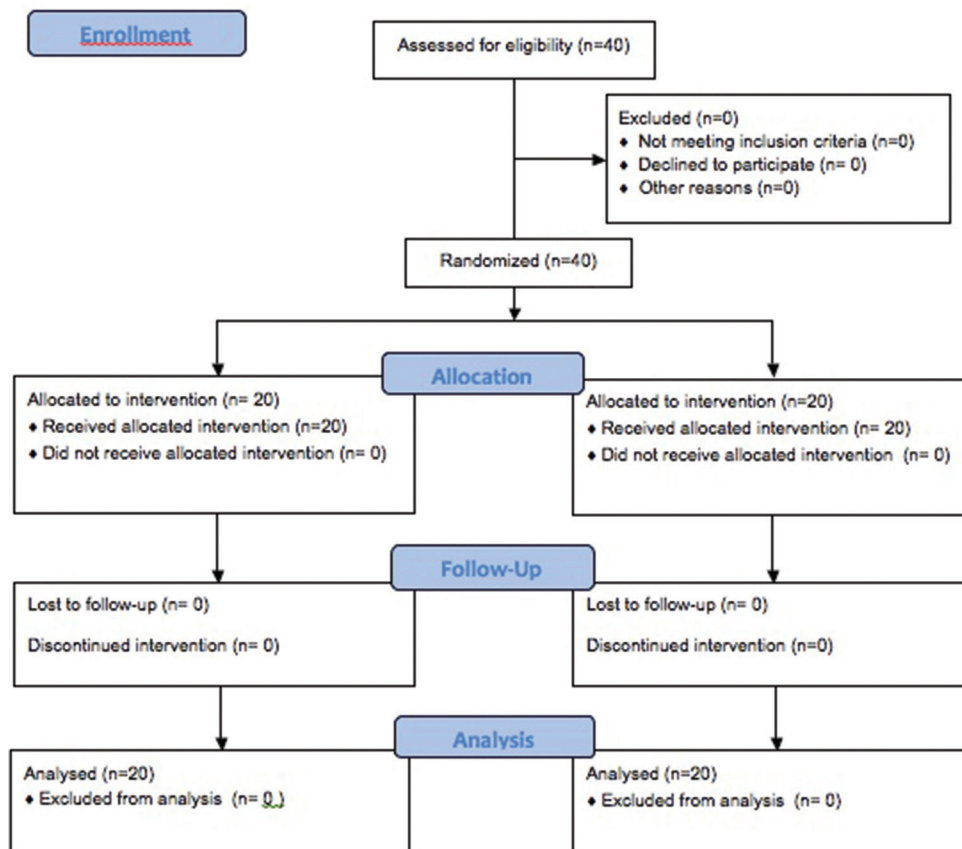 Enrollment
Assessed for eligibility (n=40)
Excluded (n=0)
♦ Not meeting inclusion criteria (n=0)
♦ Declined to participate (n= 0)
♦ Other reasons (n=0)
Randomized (n=40)
Allocation
Allocated to intervention (n= 20)
♦ Received allocated intervention (n=20)
♦ Did not receive allocated intervention (n= 0)
Allocated to intervention (n=20)
♦ Received allocated intervention (n= 20)
♦ Did not receive allocated intervention (n= 0)
Follow-Up
Lost to follow-up (n= 0)
Discontinued intervention (n= 0)
Lost to follow-up (n= 0)
Discontinued intervention (n=0)
Analysis
Analysed (n=20)
♦ Excluded from analysis (n= 0 )
Analysed (n=20)
♦ Excluded from analysis (n= 0)